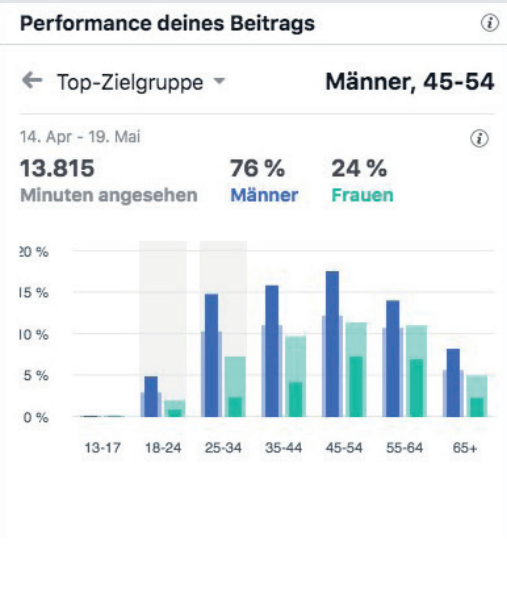 Performance deines Beitrags
Top-Zielgruppe Männer, 45-54
14. Apr - 19. Mai
13.815 76 % 24 %
Minuten angesehen Männer Frauen
20 %
15 %
10 %
5 %
0 %
13-17 18-24 25-34 35-44 45-54 55-64 65+